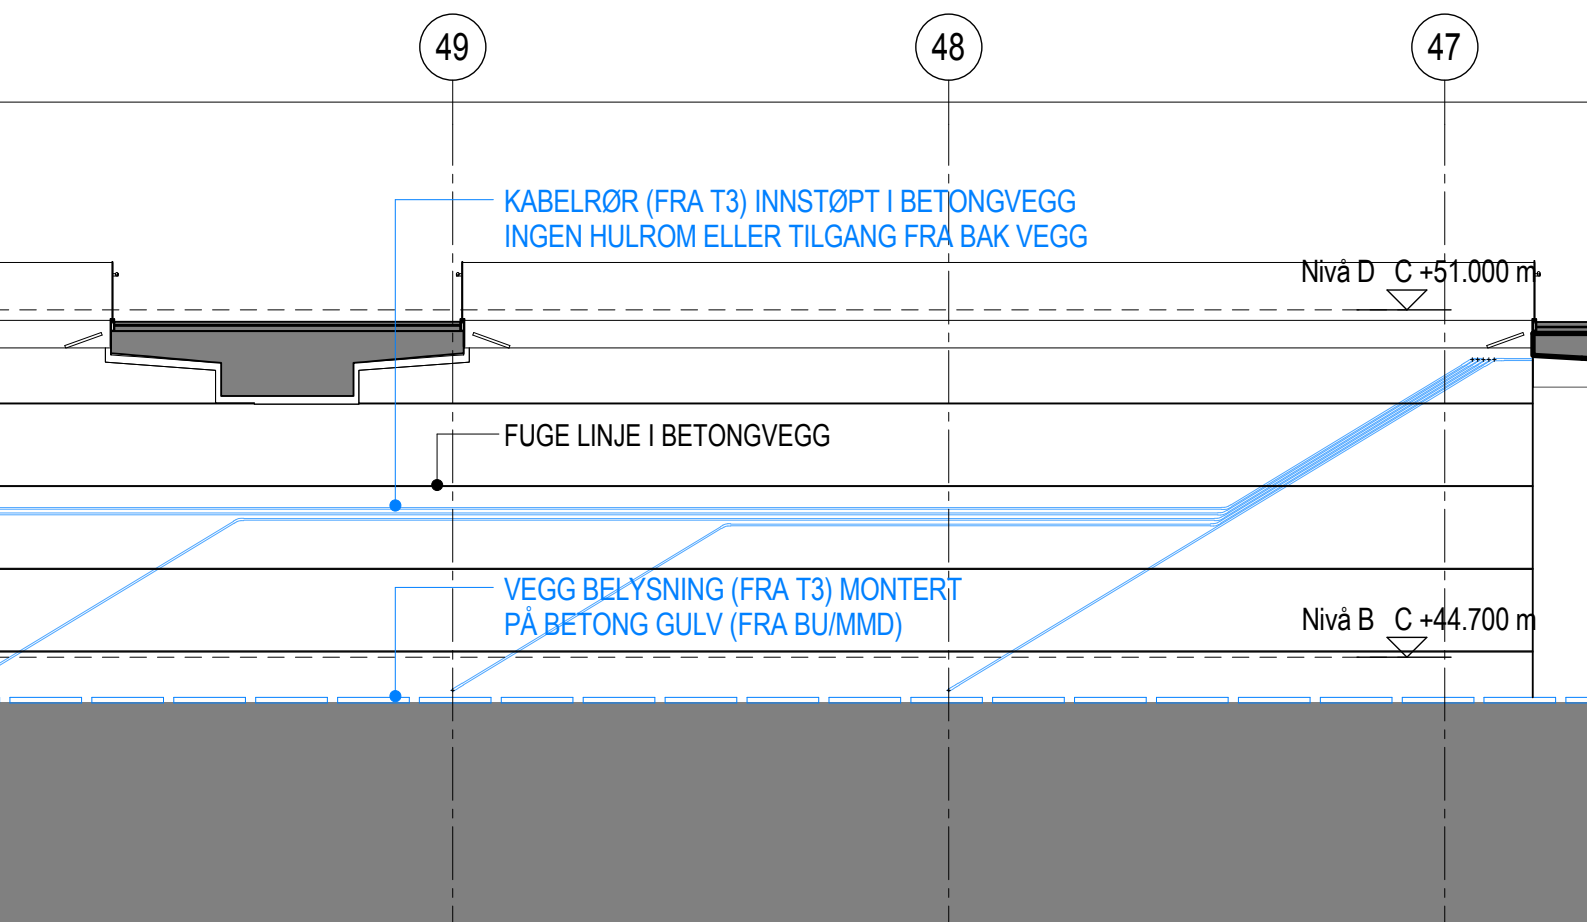 49
48
47
KABELRØR (FRA T3) INNSTØPT I BETONGVEGG
INGEN HULROM ELLER TILGANG FRA BAK VEGG
Nivå D C +51.000 m
FUGE LINJE I BETONGVEGG
VEGG BELYSNING (FRA T3) MONTERT
PÅ BETONG GULV (FRA BU/MMD)
Nivå B C +44.700 m